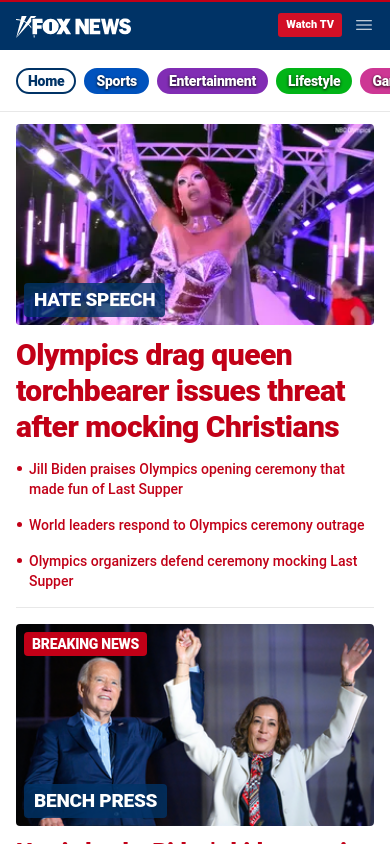 FOX NEWS
Watch TV
Home
Sports
Entertainment
Lifestyle
Ga
NBC Olympics
HATE SPEECH
Olympics drag queen
torchbearer issues threat
after mocking Christians
Jill Biden praises Olympics opening ceremony that
made fun of Last Supper
World leaders respond to Olympics ceremony outrage
Olympics organizers defend ceremony mocking Last
Supper
BREAKING NEWS
BENCH PRESS